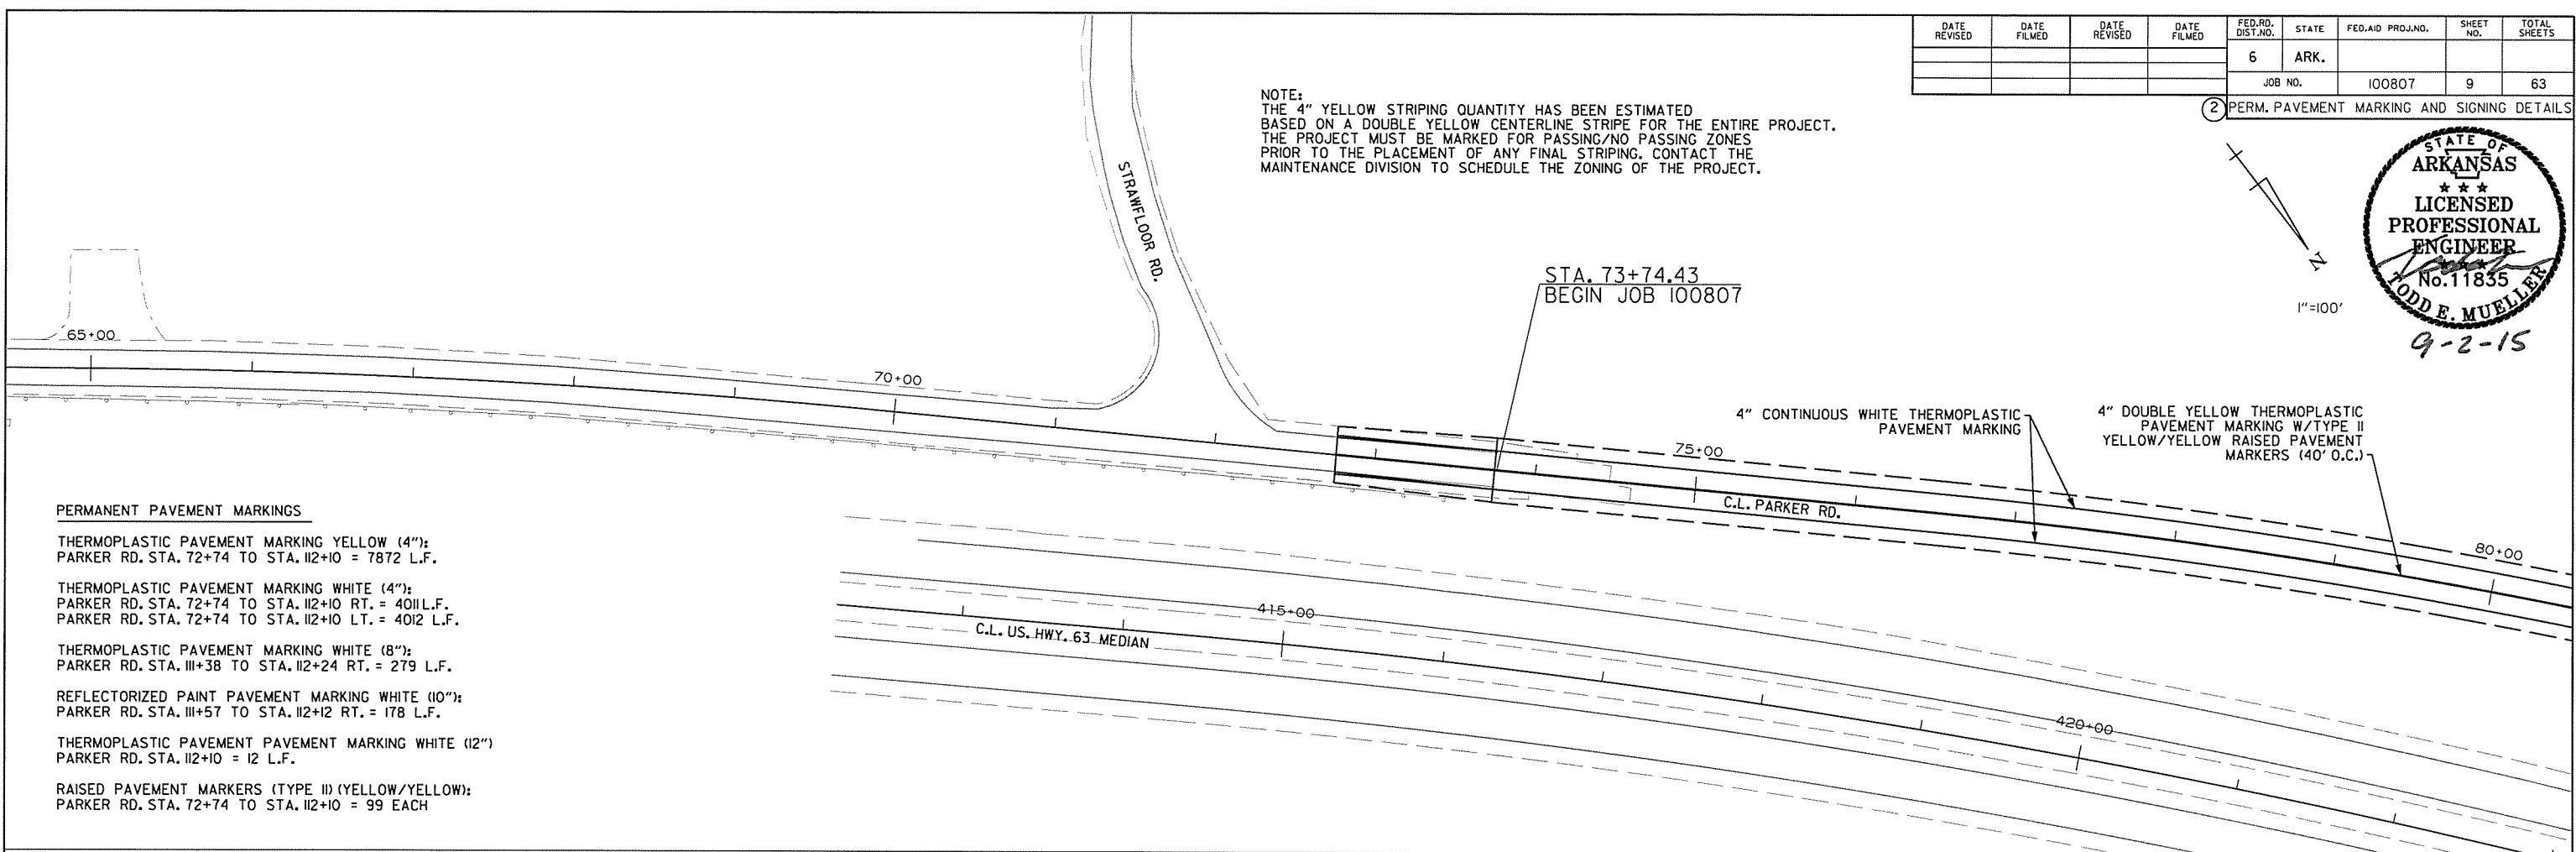 DATE REVISED
DATE FILMED
DATE REVISED
DATE FILMED
FED.RD. DIST.NO.
STATE
FED.AID PROJ.NO.
SHEET NO.
TOTAL SHEETS
6
ARK.
JOB NO.
100807
9
63
2 PERM. PAVEMENT MARKING AND SIGNING DETAILS
NOTE:
THE 4" YELLOW STRIPING QUANTITY HAS BEEN ESTIMATED
BASED ON A DOUBLE YELLOW CENTERLINE STRIPE FOR THE ENTIRE PROJECT.
THE PROJECT MUST BE MARKED FOR PASSING/NO PASSING ZONES
PRIOR TO THE PLACEMENT OF ANY FINAL STRIPING. CONTACT THE
MAINTENANCE DIVISION TO SCHEDULE THE ZONING OF THE PROJECT.
STATE OF
ARKANSAS
★ ★ ★
LICENSED
PROFESSIONAL
ENGINEER
★ ★ ★
No.11835
TODD E. MUELLER
9-2-15
N
1"=100'
STRAWFLOOR RD.
STA. 73+74.43
BEGIN JOB 100807
65+00
70+00
75+00
80+00
4" CONTINUOUS WHITE THERMOPLASTIC
PAVEMENT MARKING
4" DOUBLE YELLOW THERMOPLASTIC
PAVEMENT MARKING W/TYPE II
YELLOW/YELLOW RAISED PAVEMENT
MARKERS (40' O.C.)
C.L. PARKER RD.
415+00
C.L. US. HWY. 63 MEDIAN
420+00
PERMANENT PAVEMENT MARKINGS
THERMOPLASTIC PAVEMENT MARKING YELLOW (4"):
PARKER RD. STA. 72+74 TO STA. 112+10 = 7872 L.F.
THERMOPLASTIC PAVEMENT MARKING WHITE (4"):
PARKER RD. STA. 72+74 TO STA. 112+10 RT. = 4011 L.F.
PARKER RD. STA. 72+74 TO STA. 112+10 LT. = 4012 L.F.
THERMOPLASTIC PAVEMENT MARKING WHITE (8"):
PARKER RD. STA. 111+38 TO STA. 112+24 RT. = 279 L.F.
REFLECTORIZED PAINT PAVEMENT MARKING WHITE (10"):
PARKER RD. STA. 111+57 TO STA. 112+12 RT. = 178 L.F.
THERMOPLASTIC PAVEMENT PAVEMENT MARKING WHITE (12")
PARKER RD. STA. 112+10 = 12 L.F.
RAISED PAVEMENT MARKERS (TYPE II) (YELLOW/YELLOW):
PARKER RD. STA. 72+74 TO STA. 112+10 = 99 EACH